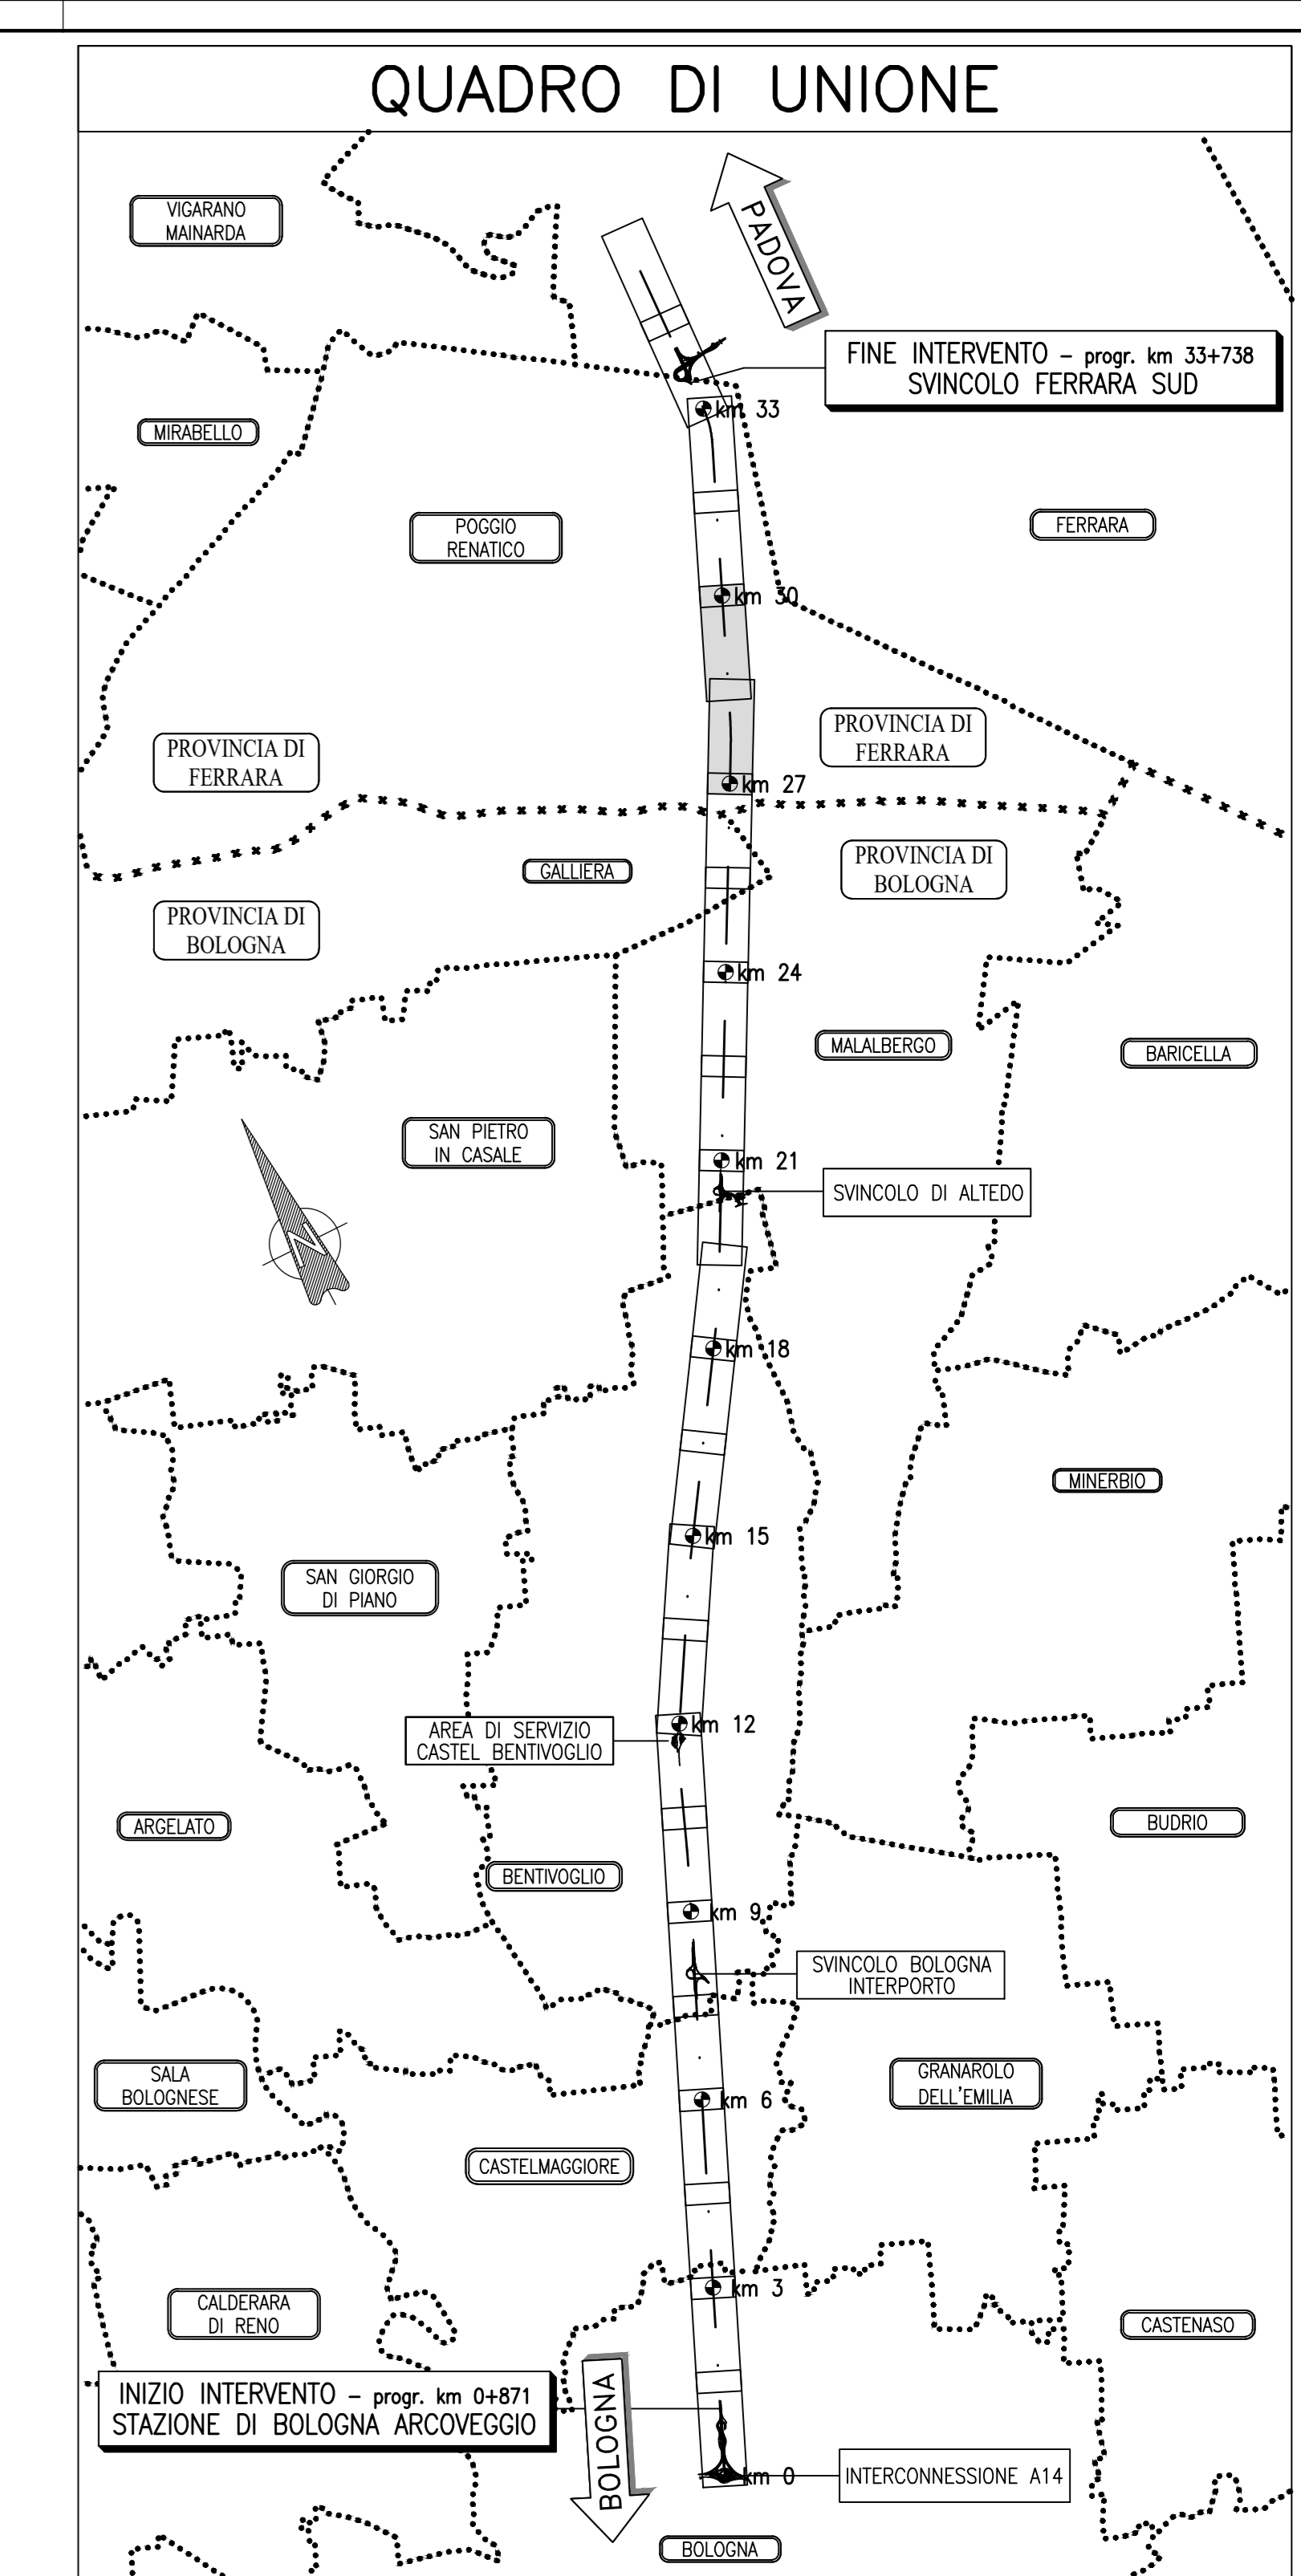 QUADRO DI UNIONE
VIGARANO
MAINARDA
PADOVA
FINE INTERVENTO – progr. km 33+738
SVINCOLO FERRARA SUD
km 33
MIRABELLO
POGGIO
RENATICO
FERRARA
km 30
PROVINCIA DI
FERRARA
PROVINCIA DI
FERRARA
km 27
GALLIERA
PROVINCIA DI
BOLOGNA
PROVINCIA DI
BOLOGNA
km 24
MALALBERGO
BARICELLA
SAN PIETRO
IN CASALE
km 21
SVINCOLO DI ALTEDO
N
km 18
MINERBIO
km 15
SAN GIORGIO
DI PIANO
km 12
AREA DI SERVIZIO
CASTEL BENTIVOGLIO
ARGELATO
BUDRIO
BENTIVOGLIO
km 9
SVINCOLO BOLOGNA
INTERPORTO
SALA
BOLOGNESE
GRANAROLO
DELL'EMILIA
km 6
CASTELMAGGIORE
km 3
CALDERARA
DI RENO
CASTENASO
INIZIO INTERVENTO – progr. km 0+871
STAZIONE DI BOLOGNA ARCOVEGGIO
BOLOGNA
km 0
INTERCONNESSIONE A14
BOLOGNA